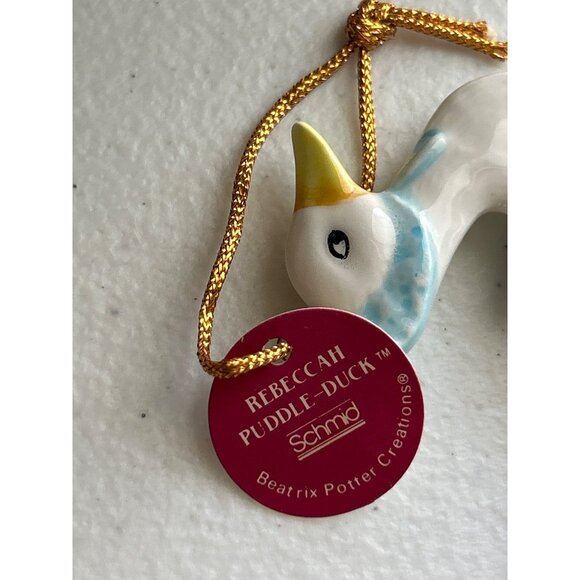 REBECCAH
PUDDLE-DUCK™
Schmid
Beatrix Potter Creations®